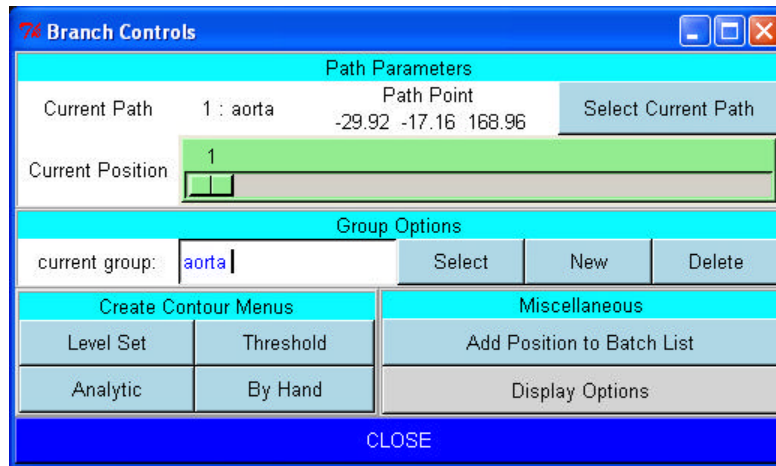 Branch Controls
Path Parameters
Current Path 1 : aorta Path Point Select Current Path
-29.92 -17.16 168.96
Current Position 1
Group Options
current group: aorta Select New Delete
Create Contour Menus Miscellaneous
Level Set Threshold Add Position to Batch List
Analytic By Hand Display Options
CLOSE